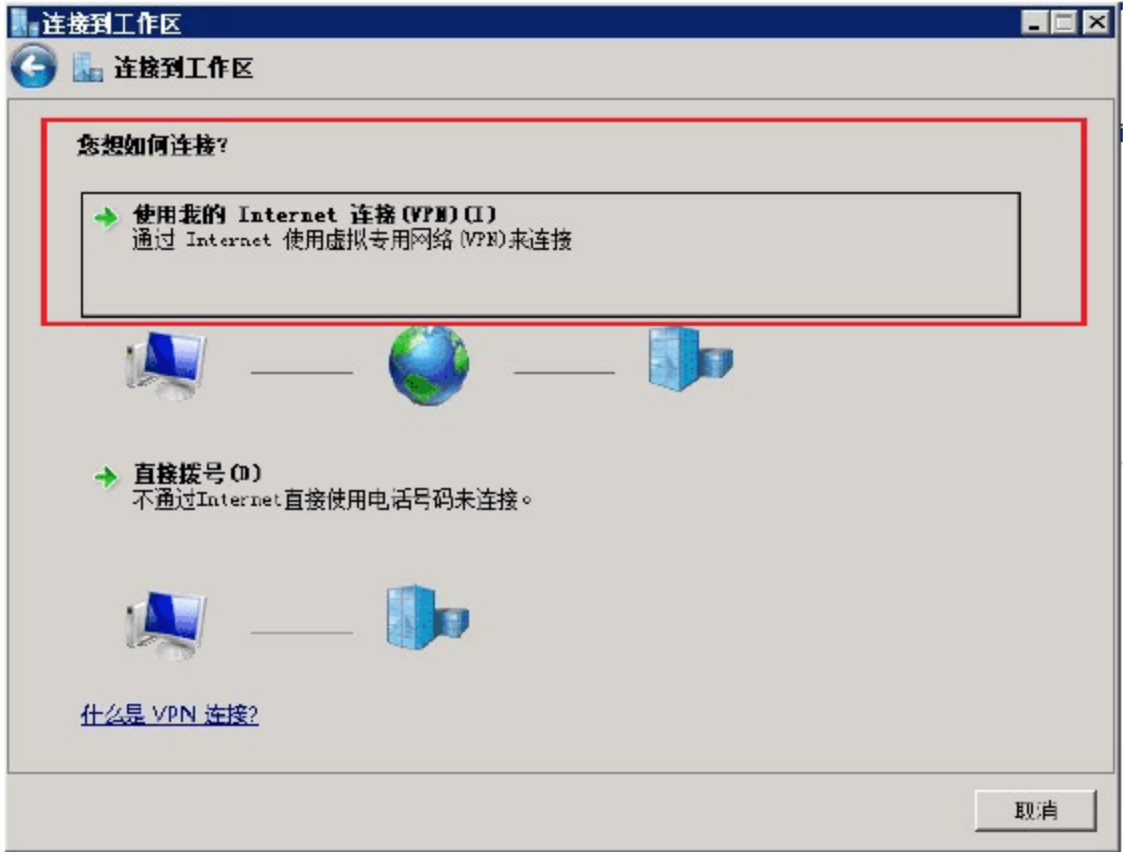 连接到工作区
连接到工作区
您想如何连接?
使用我的 Internet 连接(VPN)(I)
通过 Internet 使用虚拟专用网络(VPN)来连接
直接拨号(D)
不通过Internet直接使用电话号码来连接。
什么是 VPN 连接?
取消